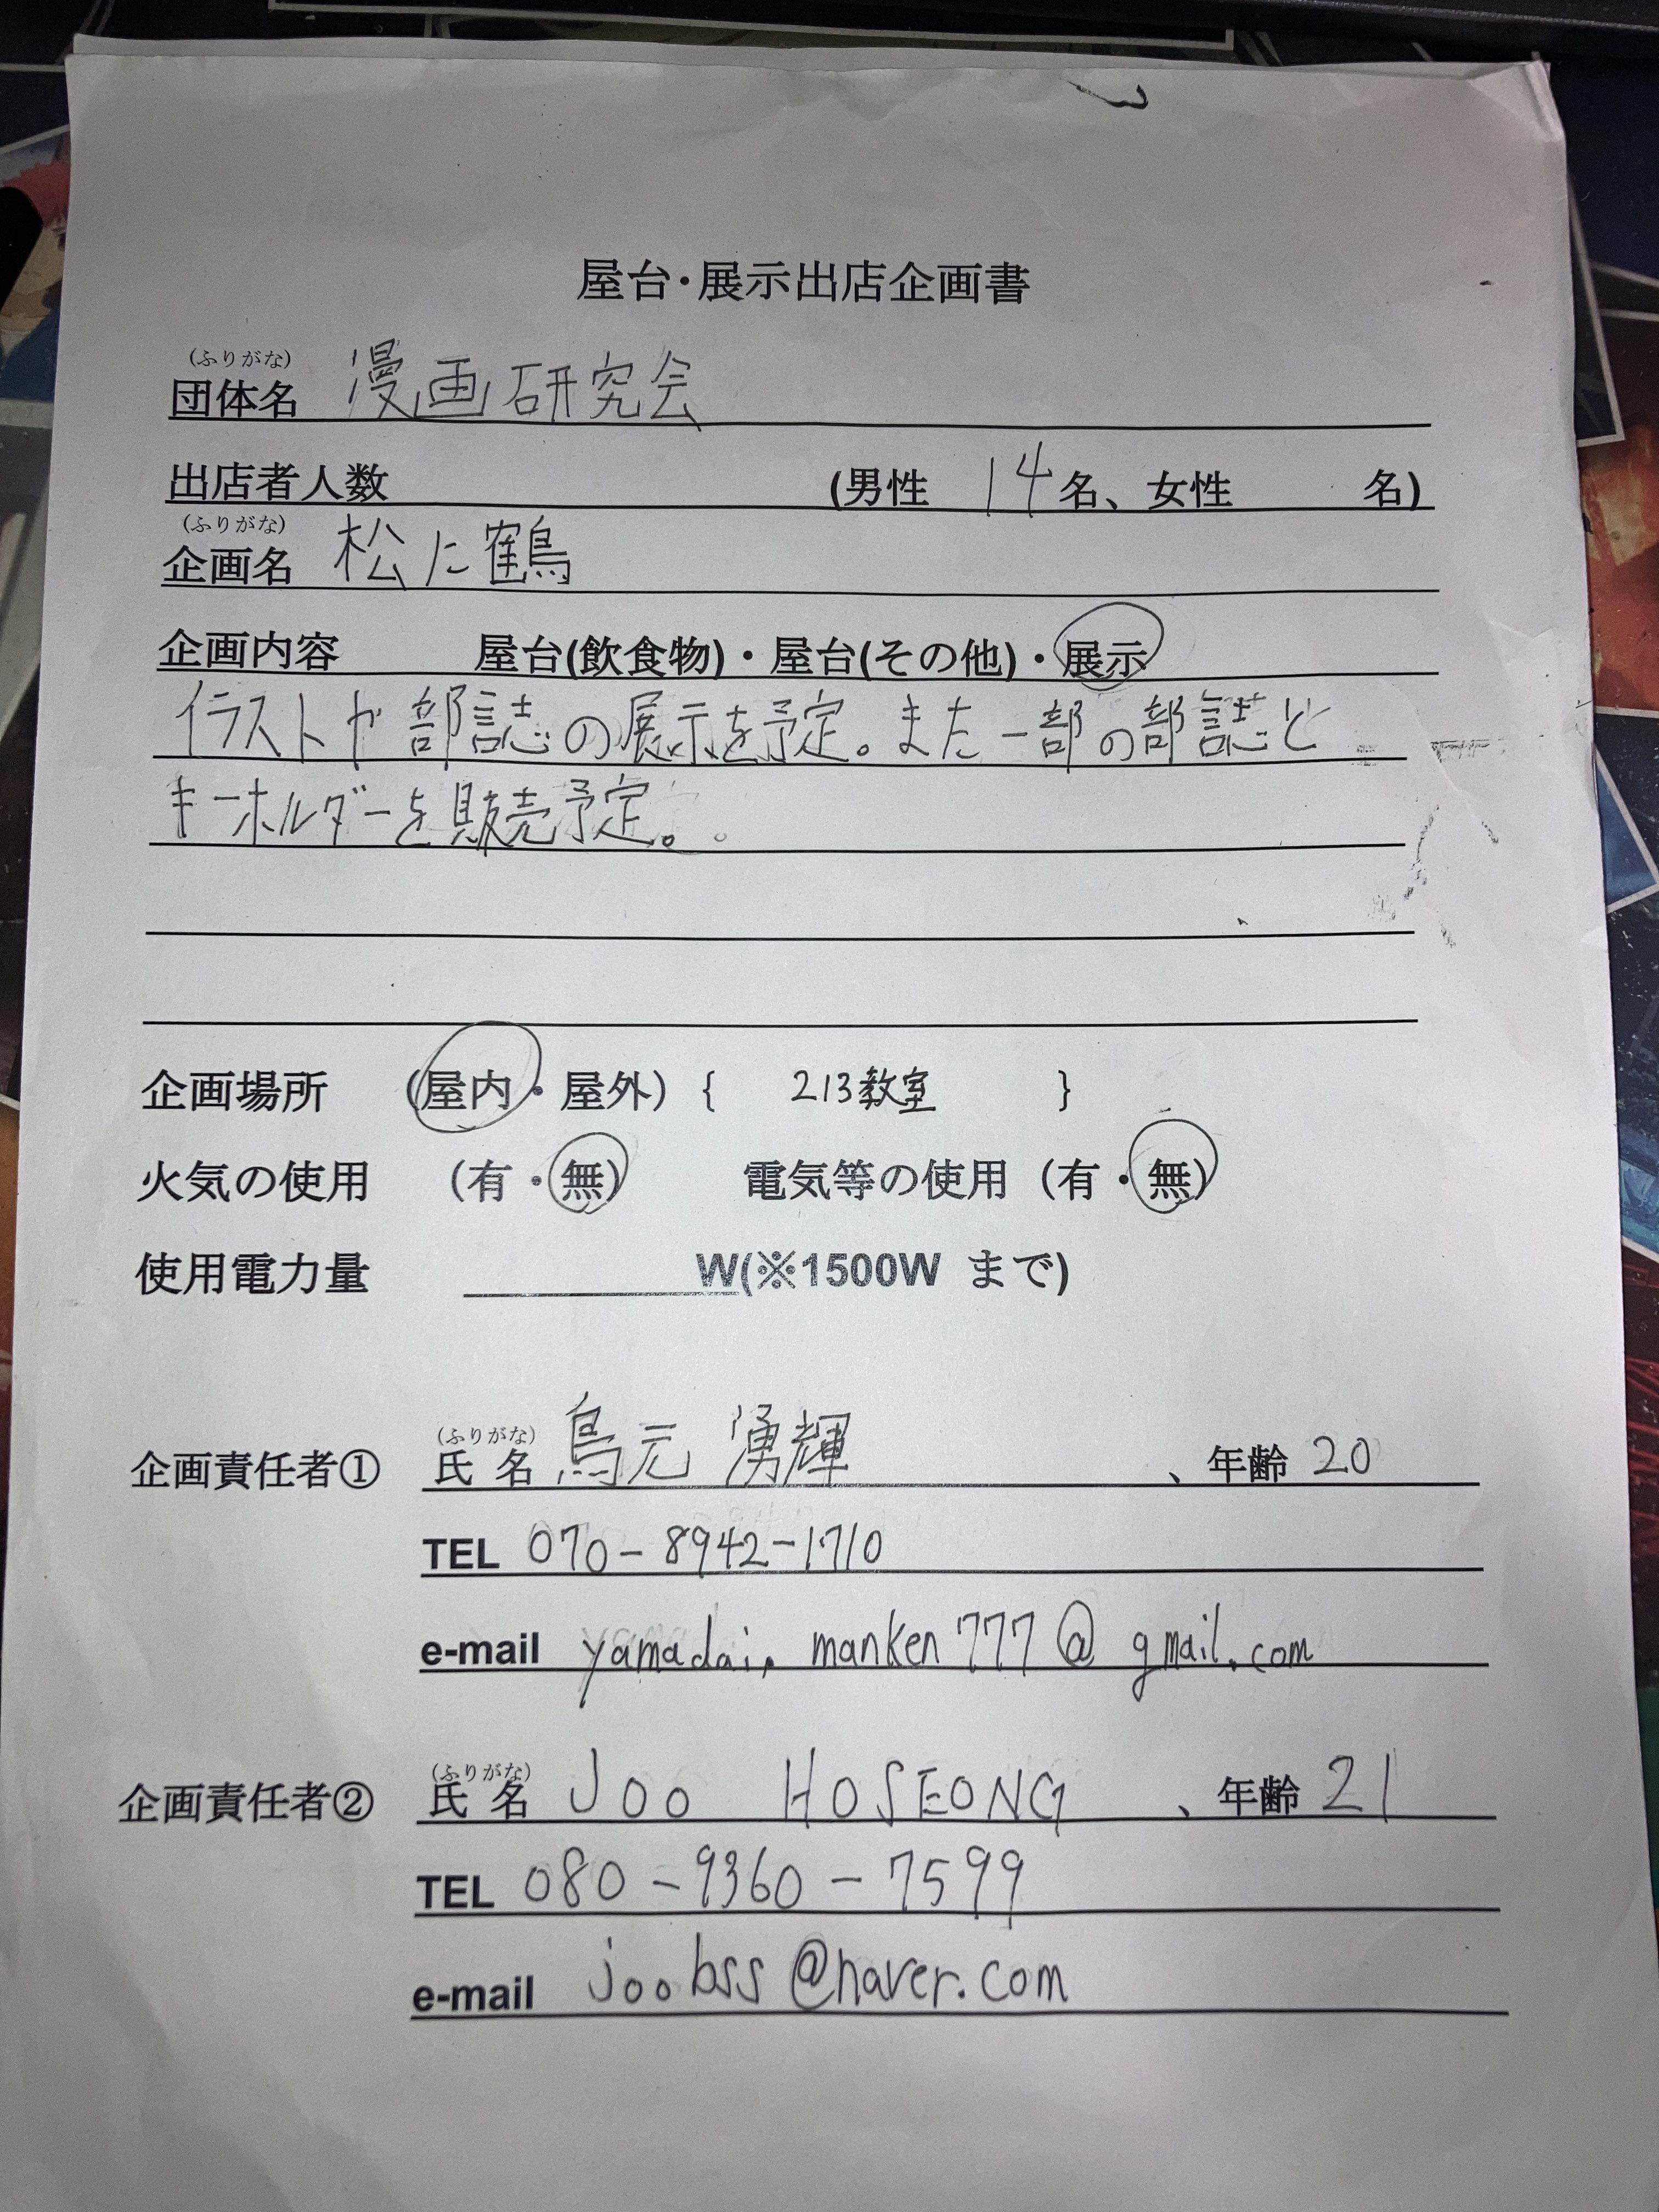 屋台・展示出店企画書
(ふりがな)
団体名 漫画研究会
出店者人数 (男性 14名、女性 名)
(ふりがな)
企画名 松に鶴
企画内容 屋台(飲食物)・屋台(その他)・展示
イラストや部誌の展示を予定。また一部の部誌と
キーホルダーを販売予定。
企画場所 (屋内・屋外) { 213教室 }
火気の使用 (有・無) 電気等の使用 (有・無)
使用電力量 W(※1500W まで)
(ふりがな)
企画責任者① 氏名 鳥元 湧輝 、年齢 20
TEL 070-8942-1710
e-mail yamadai.manken777@gmail.com
(ふりがな)
企画責任者② 氏名 JOO HOSEONG 、年齢 21
TEL 080-9360-7599
e-mail joobss@naver.com